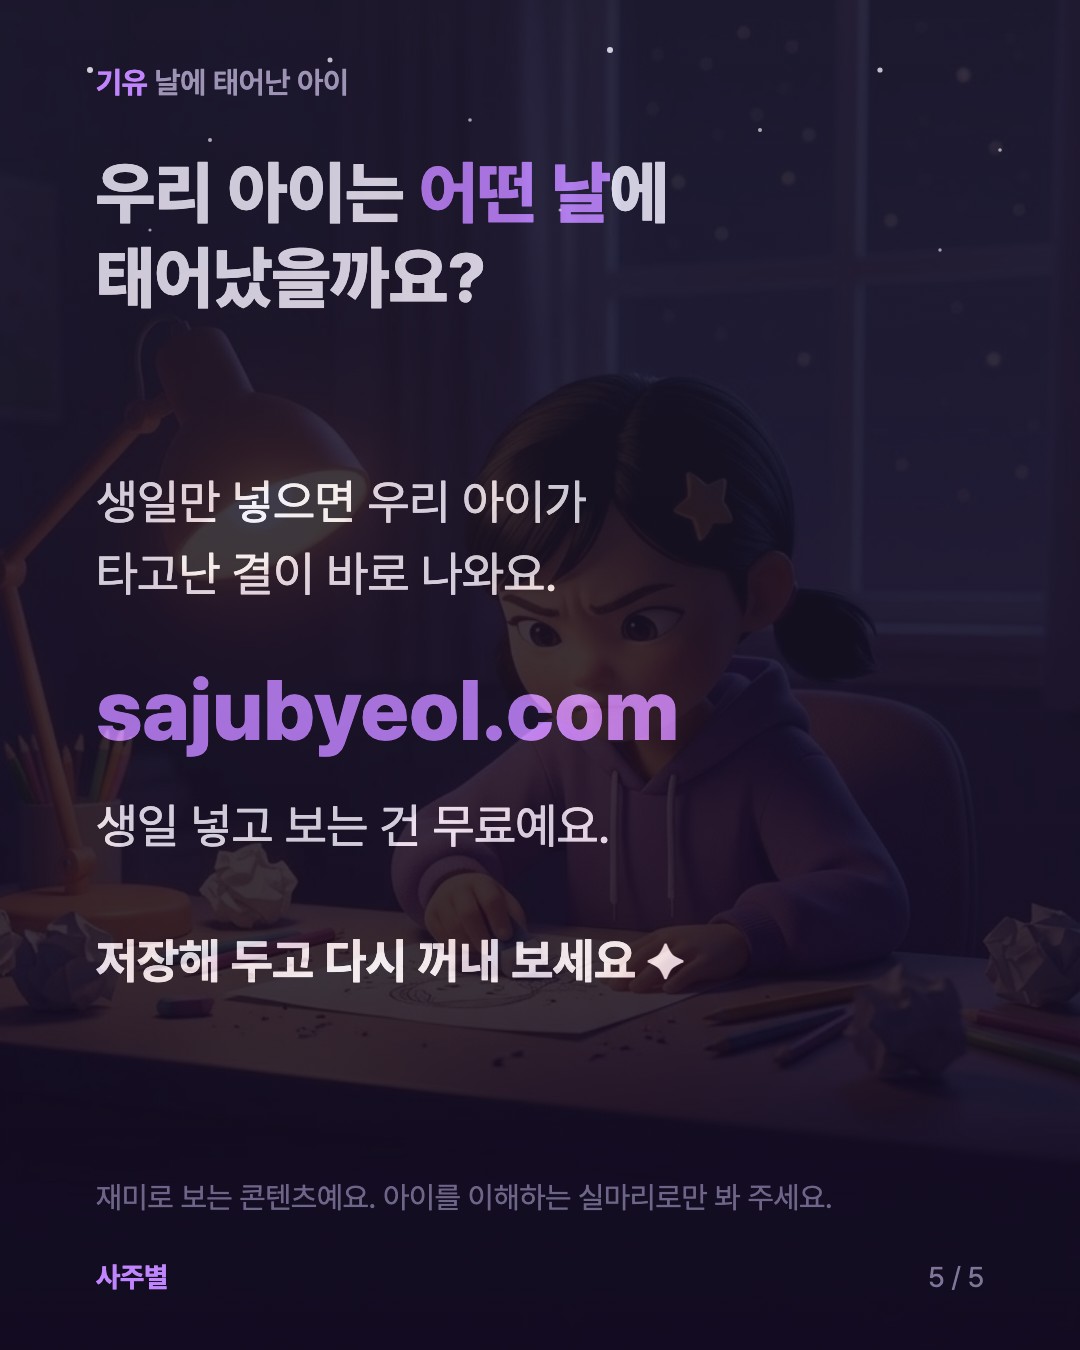 기유 날에 태어난 아이
우리 아이는 어떤 날에
태어났을까요?
생일만 넣으면 우리 아이가
타고난 결이 바로 나와요.
sajubyeol.com
생일 넣고 보는 건 무료예요.
저장해 두고 다시 꺼내 보세요 ✦
재미로 보는 콘텐츠예요. 아이를 이해하는 실마리로만 봐 주세요.
사주별
5 / 5